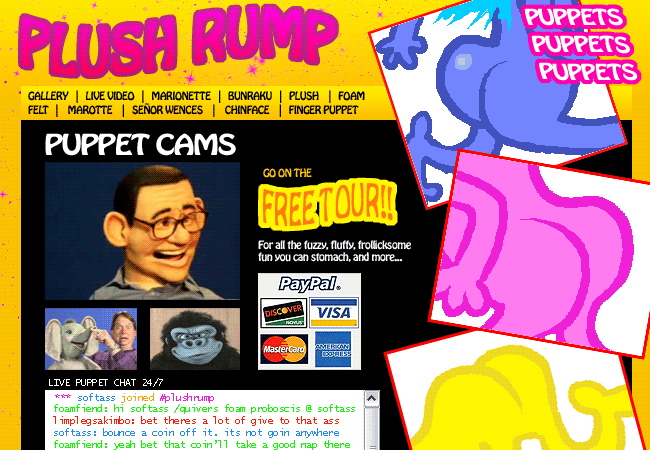 PLUSH RUMP
PUPPETS
PUPPETS
PUPPETS
GALLERY | LIVE VIDEO | MARIONETTE | BUNRAKU | PLUSH | FOAM
FELT | MAROTTE | SEÑOR WENCES | CHINFACE | FINGER PUPPET
PUPPET CAMS
GO ON THE
FREE TOUR!!
For all the fuzzy, fluffy, frollicksome
fun you can stomach, and more...
PayPal®
DISCOVER
NOVUS
VISA
MasterCard
AMERICAN
EXPRESS
LIVE PUPPET CHAT 24/7
*** softass joined #plushrump
foamfiend: hi softass /quivers foam proboscis @ softass
limplegsakimbo: bet theres a lot of give to that ass
softass: bounce a coin off it. its not goin anywhere
foamfiend: yeah bet that coin'll take a good nap there